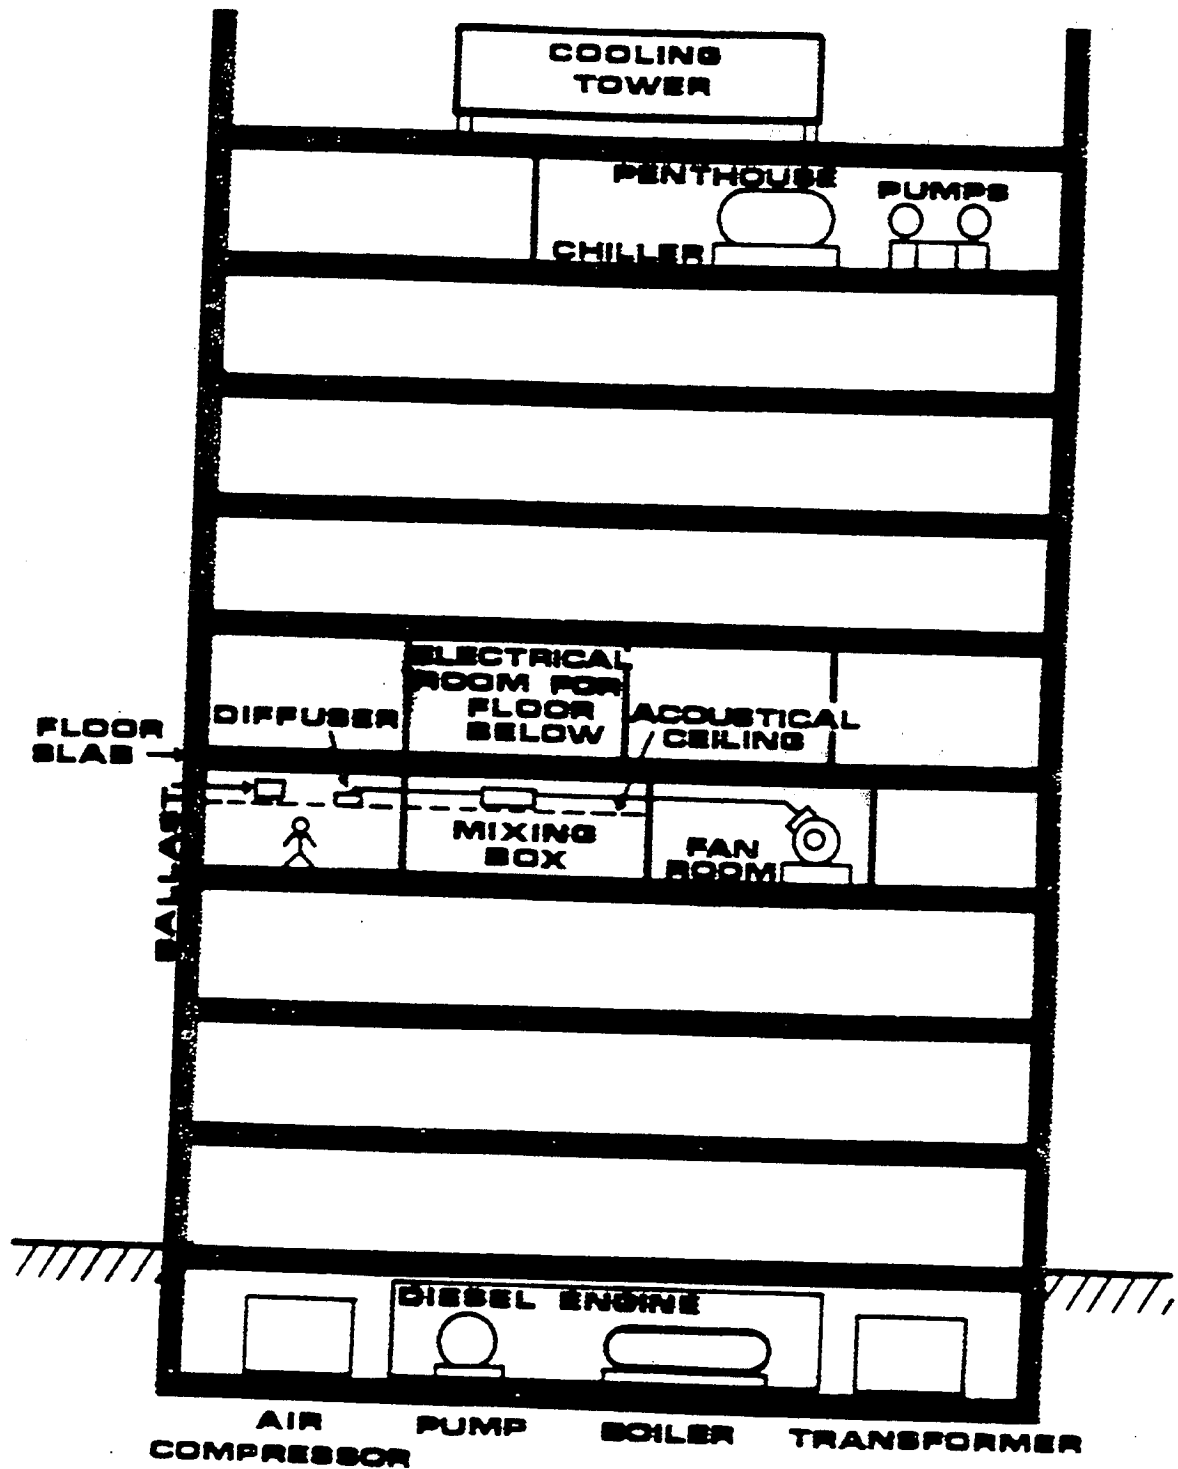 COOLING
TOWER
PENTHOUSE
PUMPS
CHILLER
ELECTRICAL
ROOM FOR
FLOOR
BELOW
DIFFUSER
ACOUSTICAL
CEILING
FLOOR
SLAB
BALLAST
MIXING
BOX
FAN
ROOM
DIESEL ENGINE
AIR
COMPRESSOR
PUMP
BOILER
TRANSFORMER